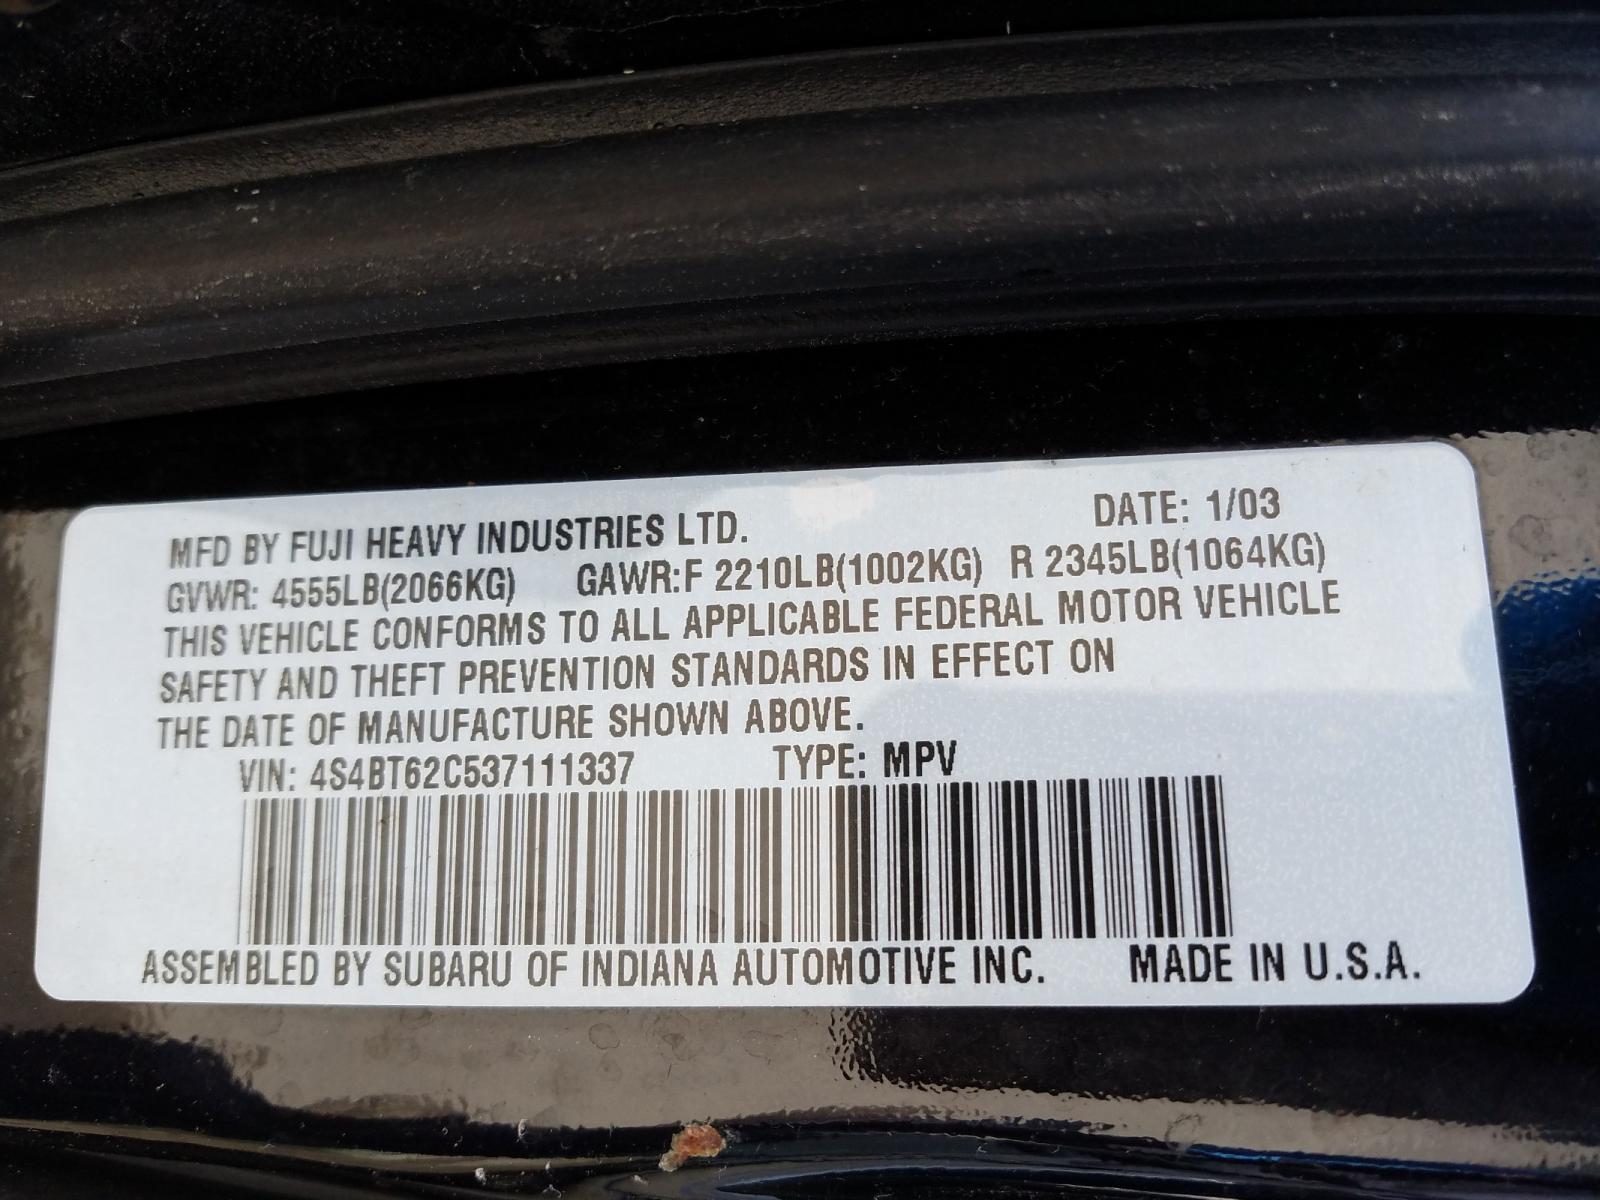 MFD BY FUJI HEAVY INDUSTRIES LTD. DATE: 1/03
GVWR: 4555LB(2066KG) GAWR:F 2210LB(1002KG) R 2345LB(1064KG)
THIS VEHICLE CONFORMS TO ALL APPLICABLE FEDERAL MOTOR VEHICLE
SAFETY AND THEFT PREVENTION STANDARDS IN EFFECT ON
THE DATE OF MANUFACTURE SHOWN ABOVE.
VIN: 4S4BT62C537111337 TYPE: MPV
ASSEMBLED BY SUBARU OF INDIANA AUTOMOTIVE INC. MADE IN U.S.A.